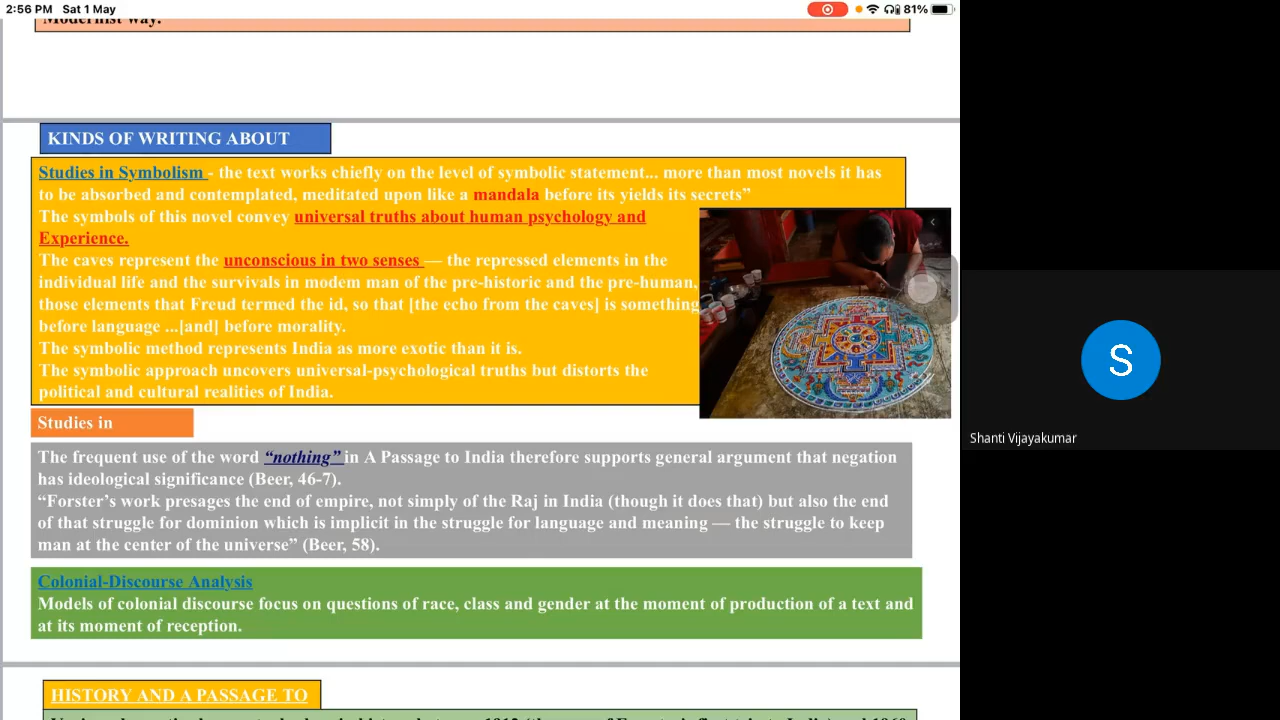 2:56 PM Sat 1 May
81%
Modernist way.
KINDS OF WRITING ABOUT
Studies in Symbolism - the text works chiefly on the level of symbolic statement... more than most novels it has
to be absorbed and contemplated, meditated upon like a mandala before its yields its secrets”
The symbols of this novel convey universal truths about human psychology and
Experience.
The caves represent the unconscious in two senses — the repressed elements in the
individual life and the survivals in modem man of the pre-historic and the pre-human,
those elements that Freud termed the id, so that [the echo from the caves] is something
before language ...[and] before morality.
The symbolic method represents India as more exotic than it is.
The symbolic approach uncovers universal-psychological truths but distorts the
political and cultural realities of India.
Studies in
The frequent use of the word “nothing” in A Passage to India therefore supports general argument that negation
has ideological significance (Beer, 46-7).
“Forster’s work presages the end of empire, not simply of the Raj in India (though it does that) but also the end
of that struggle for dominion which is implicit in the struggle for language and meaning — the struggle to keep
man at the center of the universe” (Beer, 58).
Colonial-Discourse Analysis
Models of colonial discourse focus on questions of race, class and gender at the moment of production of a text and
at its moment of reception.
HISTORY AND A PASSAGE TO
S
Shanti Vijayakumar